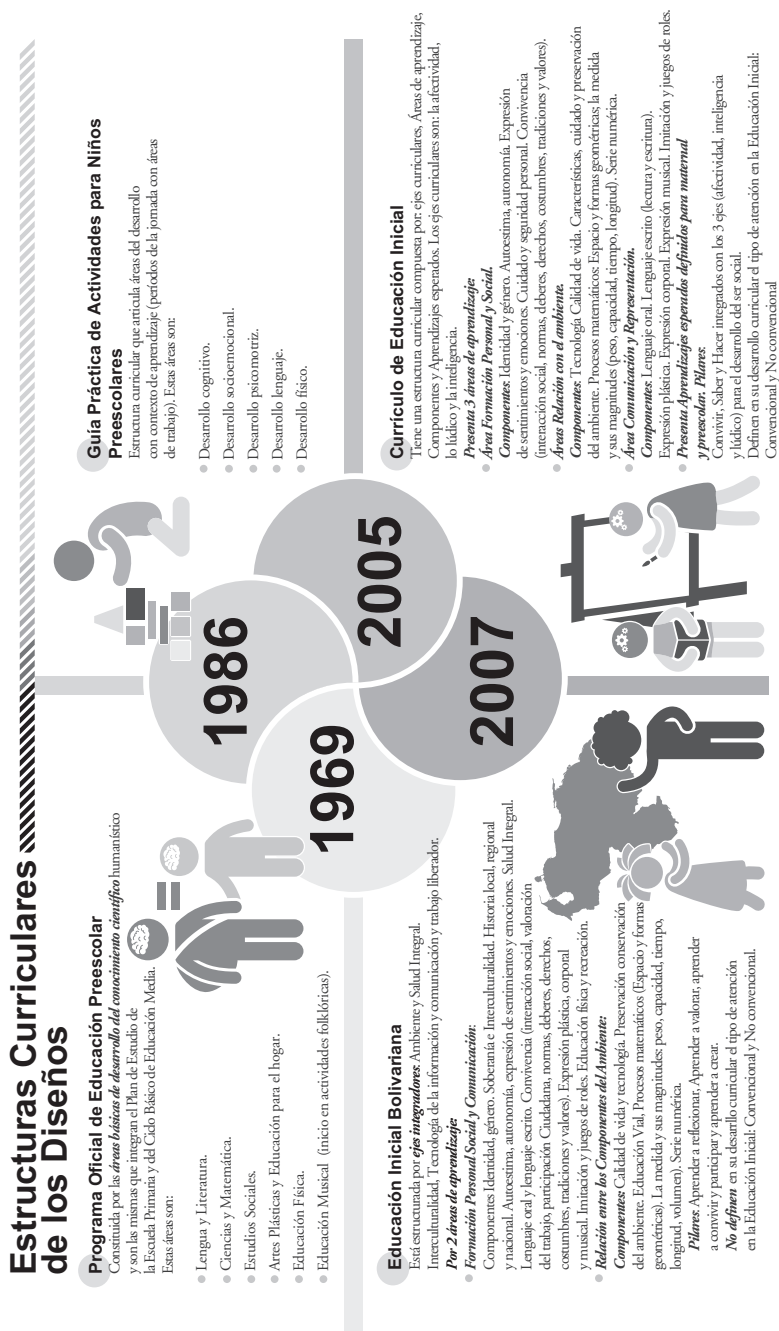 Estructuras Curriculares
de los Diseños
Programa Oficial de Educación Preescolar
Constituida por las áreas básicas de desarrollo del conocimiento científico humanístico
y son las mismas que integran el Plan de Estudio de
la Escuela Primaria y del Ciclo Básico de Educación Media.
Estas áreas son:
Lengua y Literatura.
Ciencias y Matemática.
Estudios Sociales.
Artes Plásticas y Educación para el hogar.
Educación Física.
Educación Musical (inicio en actividades folklóricas).
Guía Práctica de Actividades para Niños
Preescolares
Estructura curricular que articula áreas del desarrollo
con contexto de aprendizaje (períodos de la jornada con áreas
de trabajo). Estas áreas son:
Desarrollo cognitivo.
Desarrollo socioemocional.
Desarrollo psicomotriz.
Desarrollo lenguaje.
Desarrollo físico.
1969
1986
2005
2007
Educación Inicial Bolivariana
Está estructurada por ejes integradores. Ambiente y Salud Integral.
Interculturalidad. Tecnología de la información y comunicación y trabajo liberador.
Por 2 áreas de aprendizaje:
Formación Personal Social y Comunicación:
Componentes Identidad, género. Soberanía e Interculturalidad. Historia local, regional
y nacional. Autoestima, autonomía, expresión de sentimientos y emociones. Salud Integral.
Lenguaje oral y lenguaje escrito. Convivencia (interacción social, valoración
del trabajo, participación Ciudadana, normas, deberes, derechos,
costumbres, tradiciones y valores). Expresión plástica, corporal
y musical. Imitación y juegos de roles. Educación física y recreación.
Relación entre los Componentes del Ambiente:
Componentes: Calidad de vida y tecnología. Preservación conservación
del ambiente. Educación Vial, Procesos matemáticos (Espacio y formas
geométricas). La medida y sus magnitudes: peso, capacidad, tiempo,
longitud, volumen). Serie numérica.
Pilares: Aprender a reflexionar, Aprender a valorar, aprender
a convivir y participar y aprender a crear.
No definen en su desarrollo curricular el tipo de atención
en la Educación Inicial: Convencional y No convencional.
Currículo de Educación Inicial
Tiene una estructura curricular compuesta por: ejes curriculares, Áreas de aprendizaje,
Componentes y Aprendizajes esperados. Los ejes curriculares son: la afectividad,
lo lúdico y la inteligencia.
Presenta 3 áreas de aprendizaje:
Área Formación Personal y Social.
Componentes: Identidad y género. Autoestima, autonomía. Expresión
de sentimientos y emociones. Cuidado y seguridad personal. Convivencia
(interacción social, normas, deberes, derechos, costumbres, tradiciones y valores).
Áreas Relación con el ambiente.
Componentes: Tecnología Calidad de vida. Características, cuidado y preservación
del ambiente. Procesos matemáticos: Espacio y formas geométricas; la medida
y sus magnitudes (peso, capacidad, tiempo, longitud). Serie numérica.
Área Comunicación y Representación.
Componentes: Lenguaje oral. Lenguaje escrito (lectura y escritura).
Expresión plástica. Expresión corporal. Expresión musical. Imitación y juegos de roles.
Presenta Aprendizajes esperados definidos para maternal
y preescolar. Pilares:
Convivir, Saber y Hacer integrados con los 3 ejes (afectividad, inteligencia
y lúdico) para el desarrollo del ser social.
Definen en su desarrollo curricular el tipo de atención en la Educación Inicial:
Convencional y No convencional